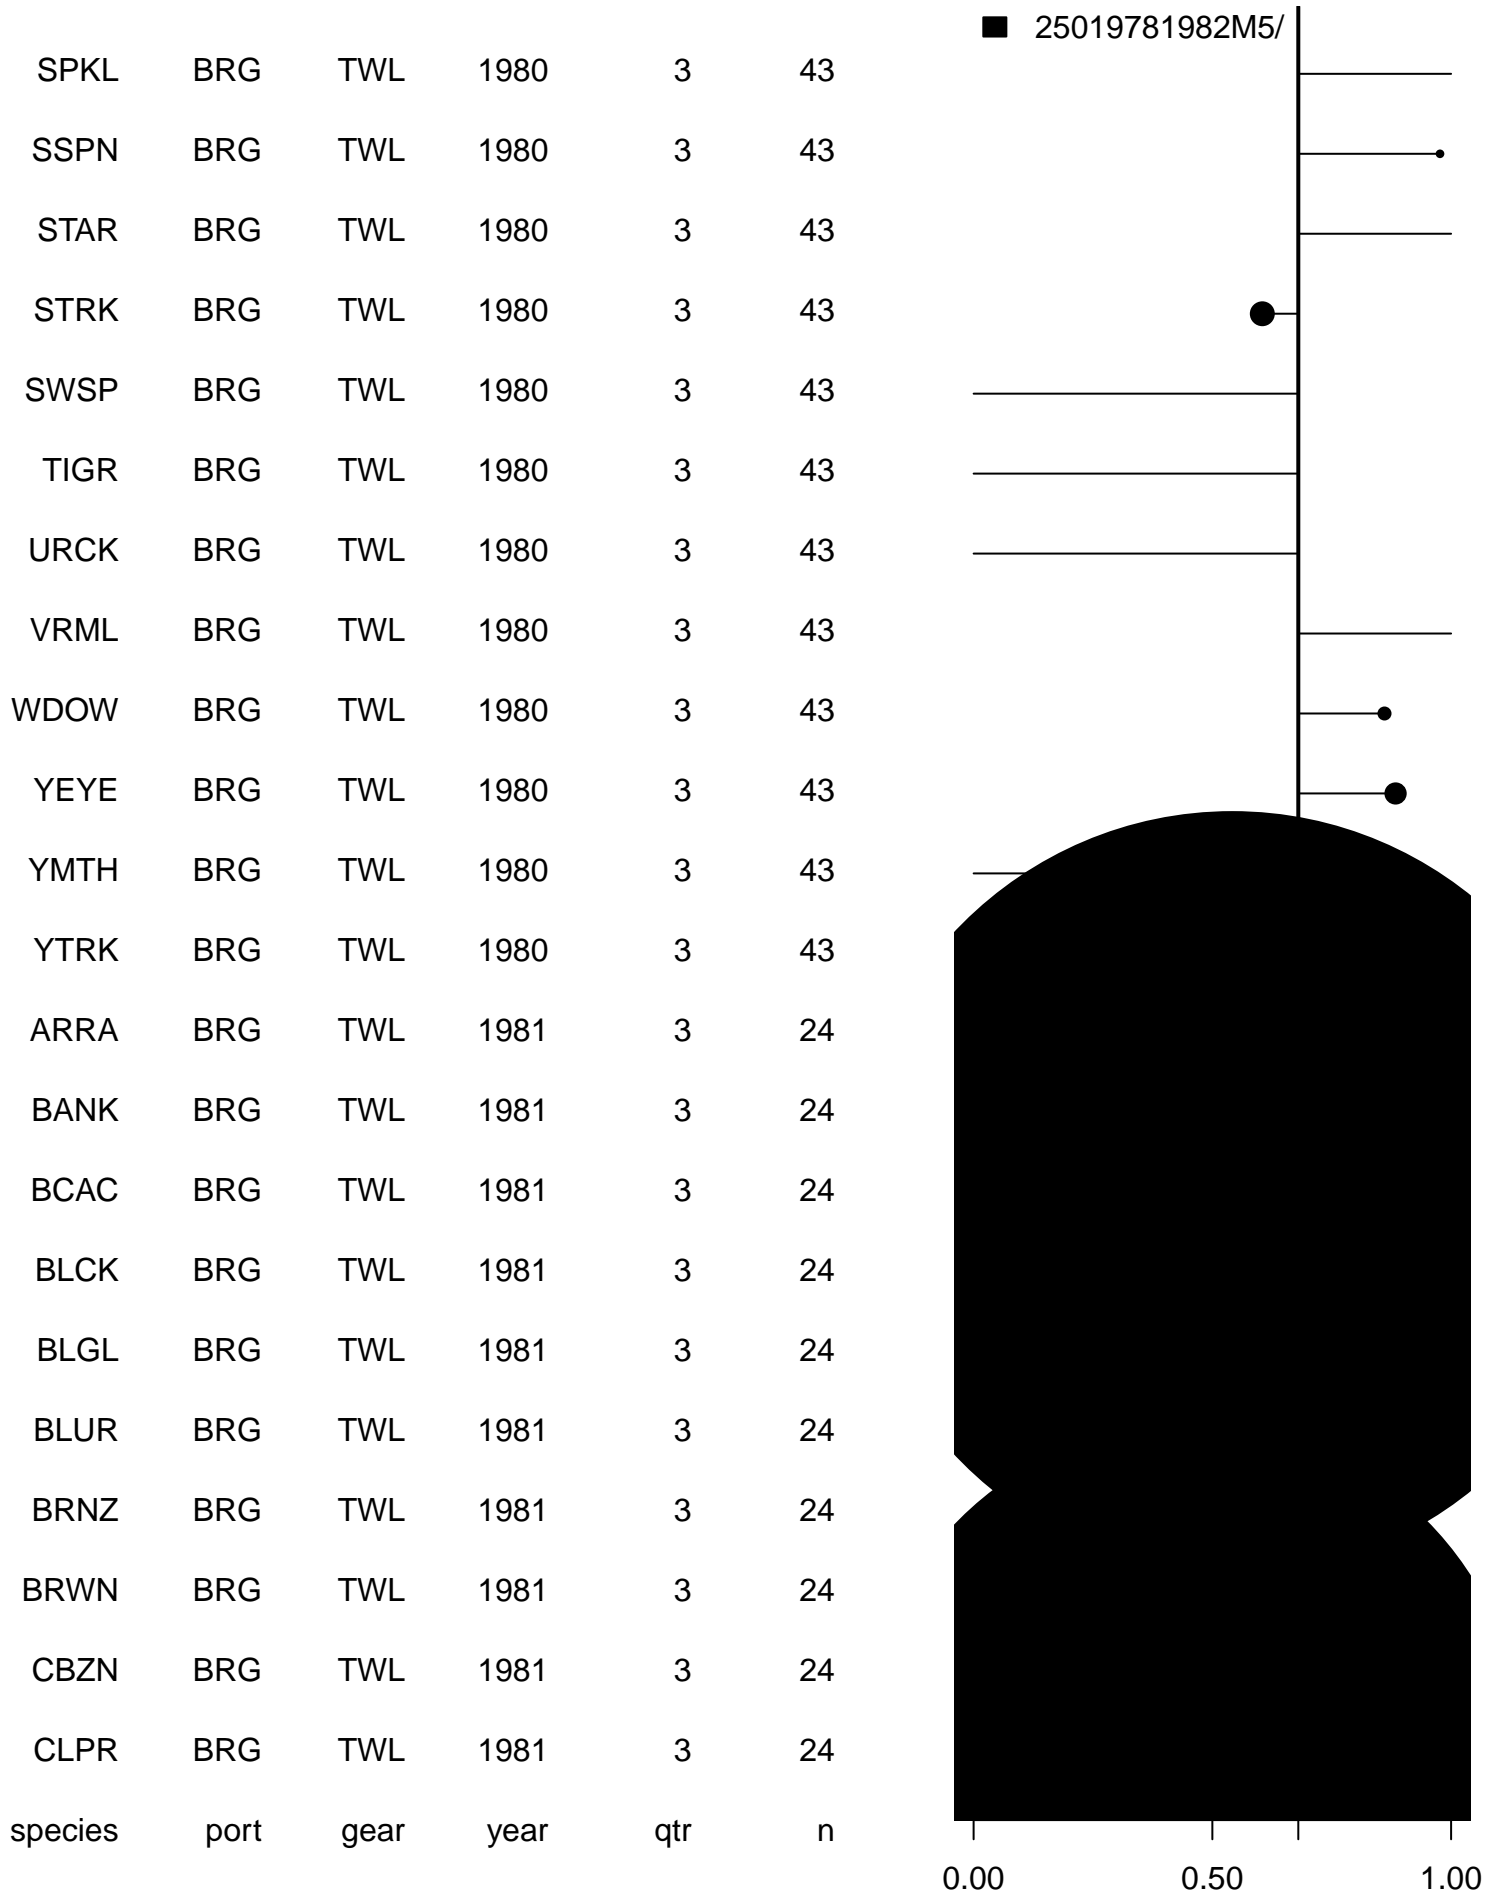 25019781982M5/
SPKL BRG TWL 1980 3 43
SSPN BRG TWL 1980 3 43
STAR BRG TWL 1980 3 43
STRK BRG TWL 1980 3 43
SWSP BRG TWL 1980 3 43
TIGR BRG TWL 1980 3 43
URCK BRG TWL 1980 3 43
VRML BRG TWL 1980 3 43
WDOW BRG TWL 1980 3 43
YEYE BRG TWL 1980 3 43
YMTH BRG TWL 1980 3 43
YTRK BRG TWL 1980 3 43
ARRA BRG TWL 1981 3 24
BANK BRG TWL 1981 3 24
BCAC BRG TWL 1981 3 24
BLCK BRG TWL 1981 3 24
BLGL BRG TWL 1981 3 24
BLUR BRG TWL 1981 3 24
BRNZ BRG TWL 1981 3 24
BRWN BRG TWL 1981 3 24
CBZN BRG TWL 1981 3 24
CLPR BRG TWL 1981 3 24
species port gear year qtr n
0.00 0.50 1.00